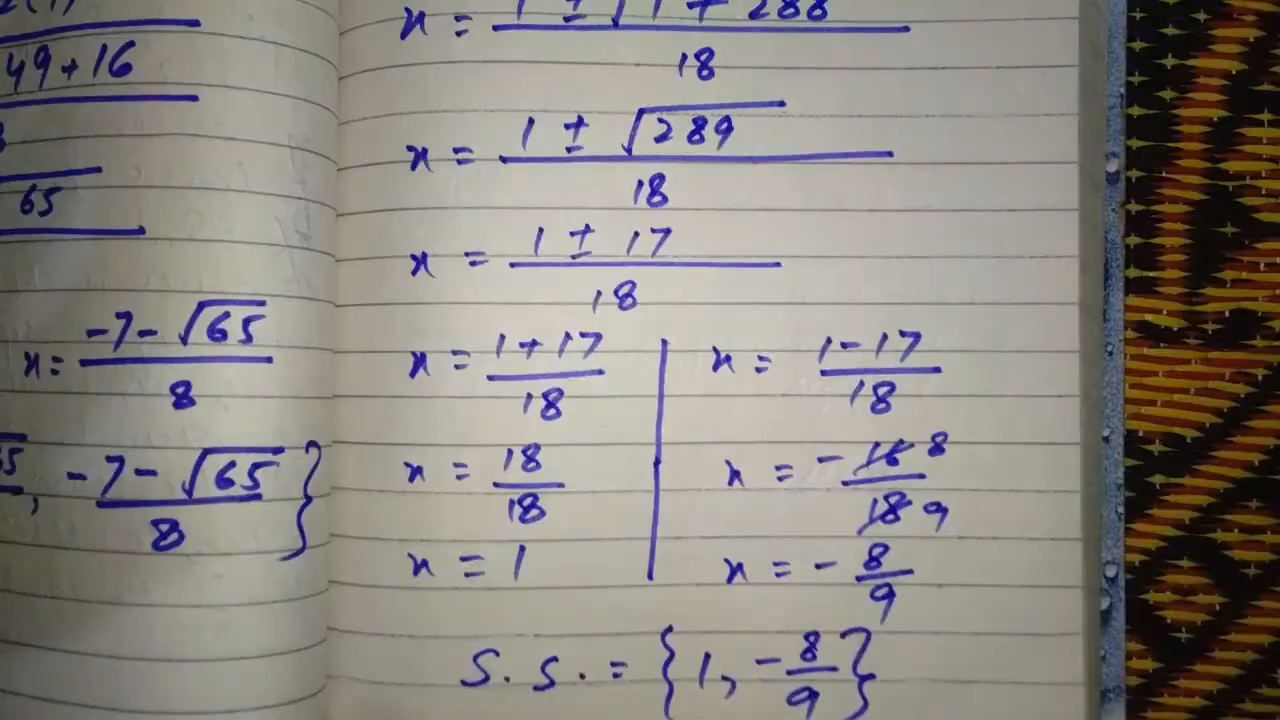 49+16
65
x = -7-√65
8
, -7-√65 }
8
x = 1 ± √1 + 288
18
x = 1 ± √289
18
x = 1 ± 17
18
x = 1+17
18
x = 18
18
x = 1
x = 1-17
18
x = -16 8
18 9
x = - 8
9
S.S. = {1, - 8
9 }